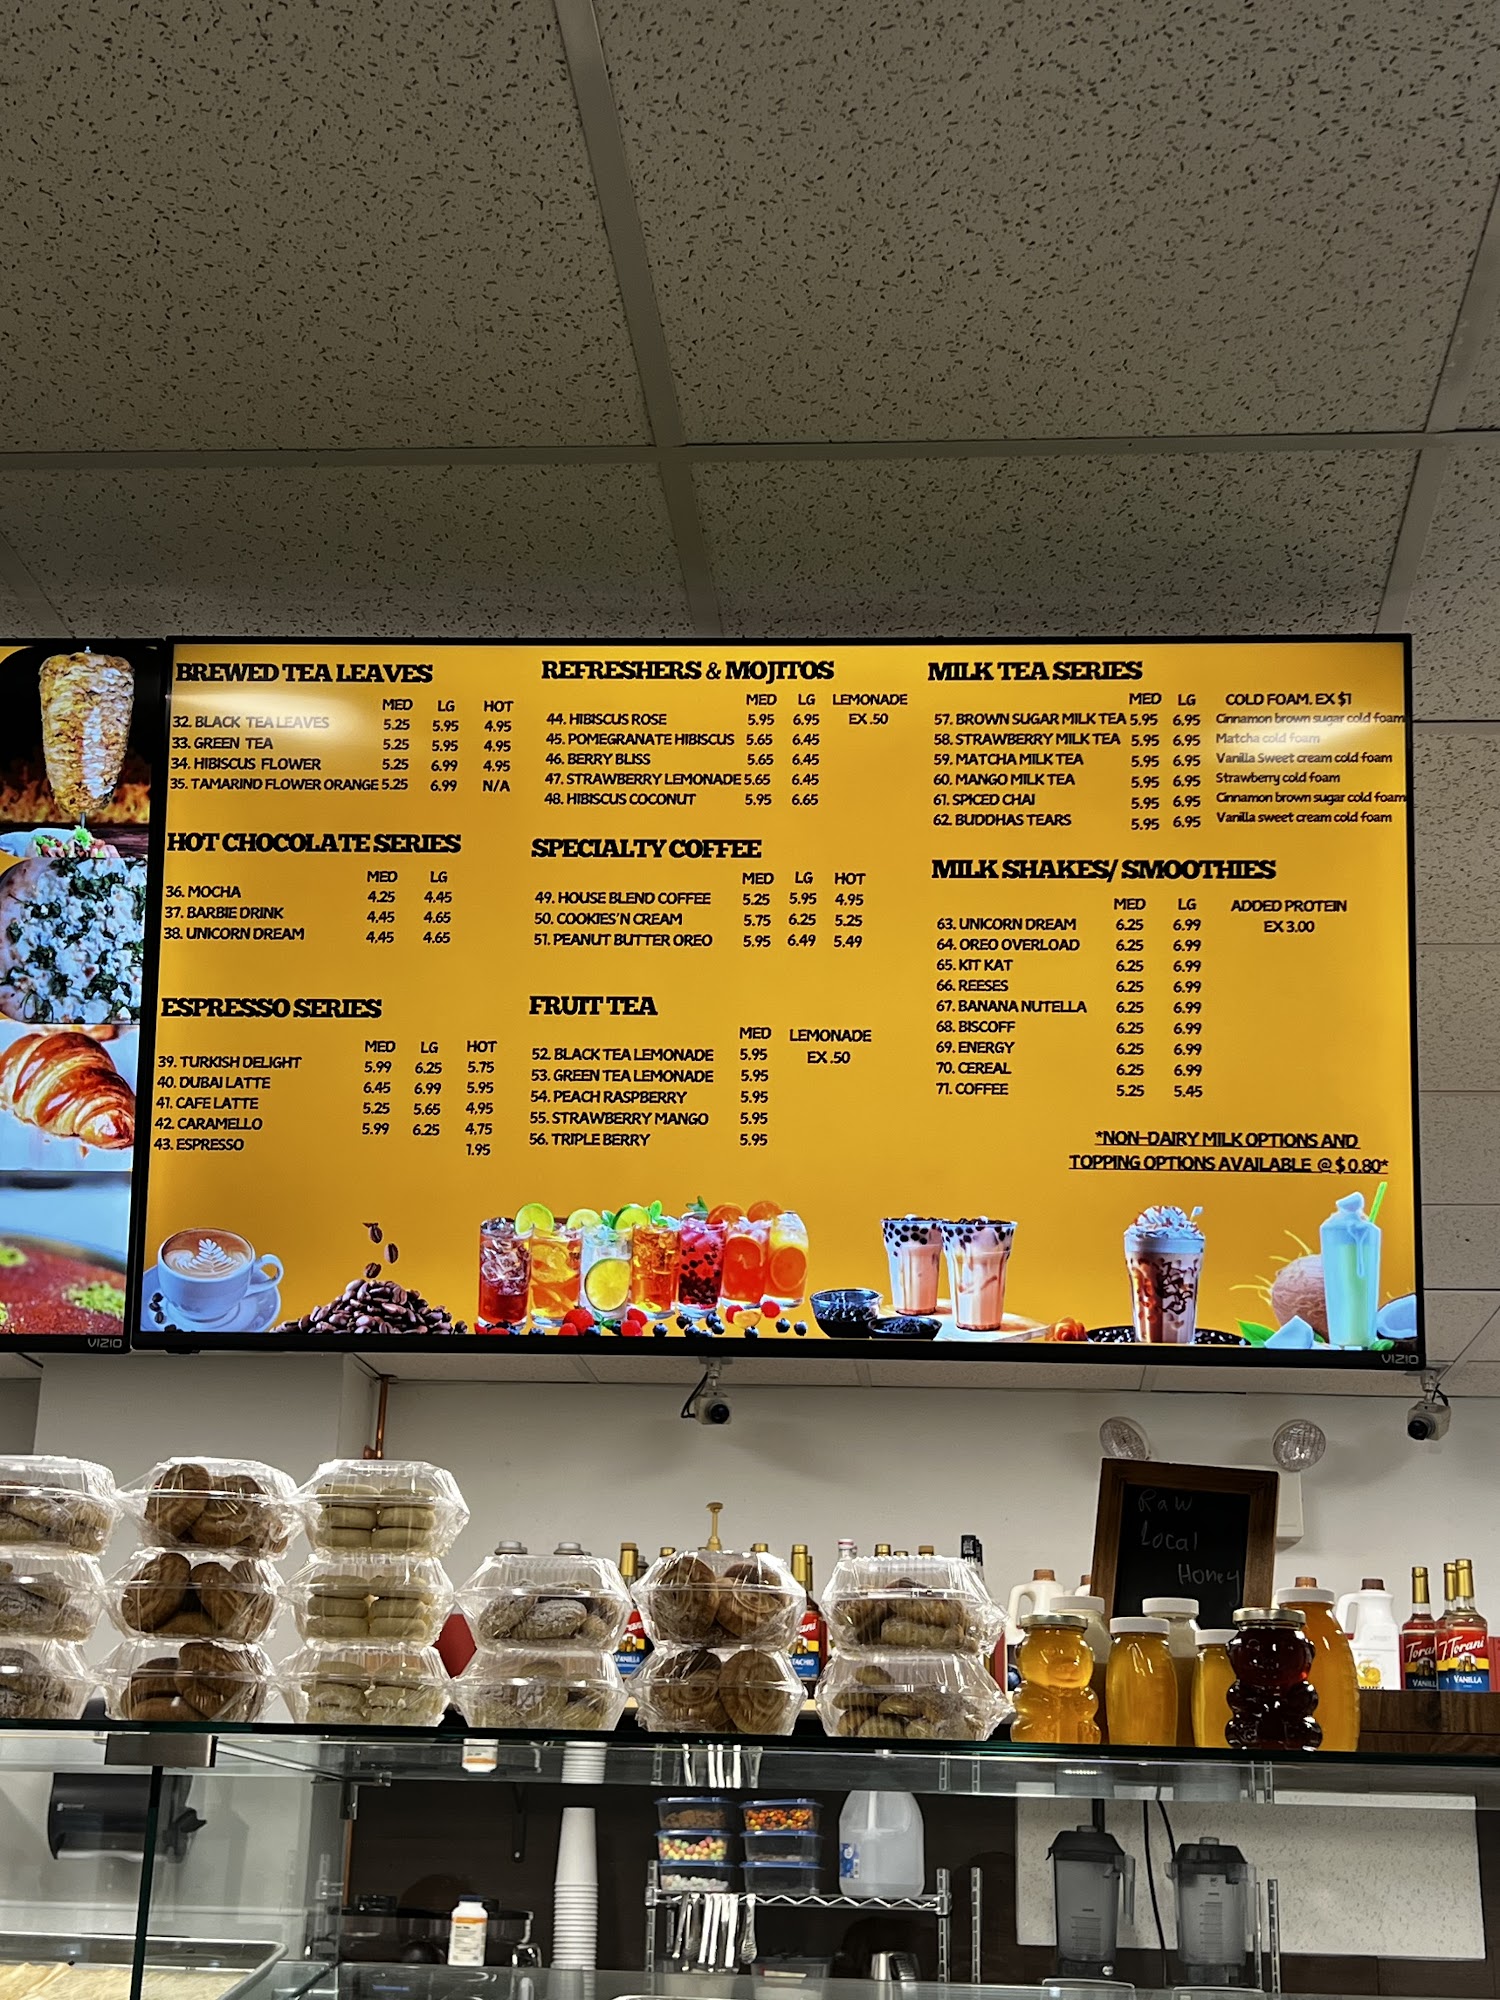 BREWED TEA LEAVES
MED LG HOT
32. BLACK TEA LEAVES 5.25 5.95 4.95
33. GREEN TEA 5.25 5.95 4.95
34. HIBISCUS FLOWER 5.25 6.99 4.95
35. TAMARIND FLOWER ORANGE 5.25 6.99 N/A
HOT CHOCOLATE SERIES
MED LG
36. MOCHA 4.25 4.45
37. BARBIE DRINK 4.45 4.65
38. UNICORN DREAM 4.45 4.65
ESPRESSO SERIES
MED LG HOT
39. TURKISH DELIGHT 5.99 6.25 5.75
40. DUBAI LATTE 6.45 6.99 5.95
41. CAFE LATTE 5.25 5.65 4.95
42. CARAMELLO 5.99 6.25 4.75
43. ESPRESSO 1.95
REFRESHERS & MOJITOS
MED LG LEMONADE
44. HIBISCUS ROSE 5.95 6.95 EX .50
45. POMEGRANATE HIBISCUS 5.65 6.45
46. BERRY BLISS 5.65 6.45
47. STRAWBERRY LEMONADE 5.65 6.45
48. HIBISCUS COCONUT 5.95 6.65
SPECIALTY COFFEE
MED LG HOT
49. HOUSE BLEND COFFEE 5.25 5.95 4.95
50. COOKIES'N CREAM 5.75 6.25 5.25
51. PEANUT BUTTER OREO 5.95 6.49 5.49
FRUIT TEA
MED LEMONADE
52. BLACK TEA LEMONADE 5.95 EX .50
53. GREEN TEA LEMONADE 5.95
54. PEACH RASPBERRY 5.95
55. STRAWBERRY MANGO 5.95
56. TRIPLE BERRY 5.95
MILK TEA SERIES
MED LG COLD FOAM. EX $1
57. BROWN SUGAR MILK TEA 5.95 6.95 Cinnamon brown sugar cold foam
58. STRAWBERRY MILK TEA 5.95 6.95 Matcha cold foam
59. MATCHA MILK TEA 5.95 6.95 Vanilla Sweet cream cold foam
60. MANGO MILK TEA 5.95 6.95 Strawberry cold foam
61. SPICED CHAI 5.95 6.95 Cinnamon brown sugar cold foam
62. BUDDHAS TEARS 5.95 6.95 Vanilla sweet cream cold foam
MILK SHAKES/ SMOOTHIES
MED LG ADDED PROTEIN
63. UNICORN DREAM 6.25 6.99 EX 3.00
64. OREO OVERLOAD 6.25 6.99
65. KIT KAT 6.25 6.99
66. REESES 6.25 6.99
67. BANANA NUTELLA 6.25 6.99
68. BISCOFF 6.25 6.99
69. ENERGY 6.25 6.99
70. CEREAL 6.25 6.99
71. COFFEE 5.25 5.45
*NON-DAIRY MILK OPTIONS AND
TOPPING OPTIONS AVAILABLE @ $ 0.80*
VIZIO
VIZIO
Raw
Local
Honey
Torani
VANILLA